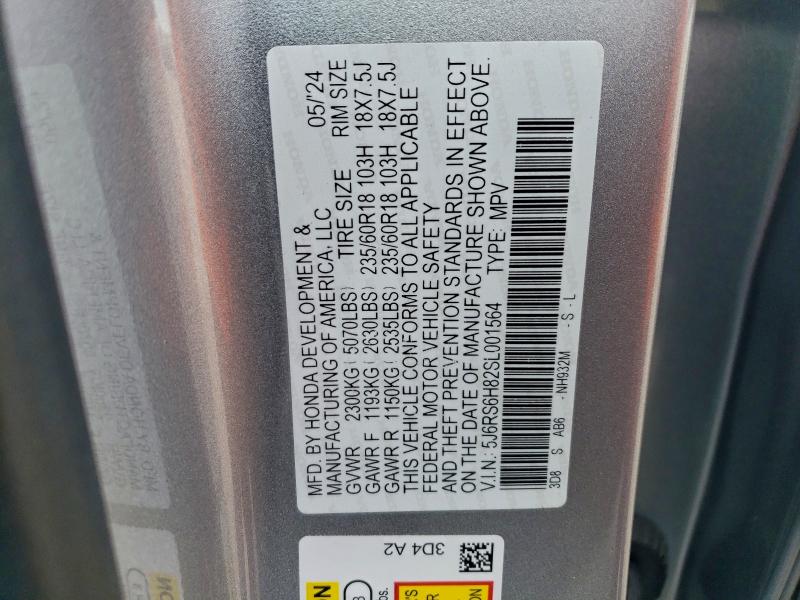 MFD. BY HONDA DEVELOPMENT & 05/'24
MANUFACTURING OF AMERICA, LLC
TIRE SIZE RIM SIZE
GVWR 2300KG ( 5070LBS)
GAWR F 1193KG ( 2630LBS) 235/60R18 103H 18X7.5J
GAWR R 1150KG ( 2535LBS) 235/60R18 103H 18X7.5J
THIS VEHICLE CONFORMS TO ALL APPLICABLE
FEDERAL MOTOR VEHICLE SAFETY
AND THEFT PREVENTION STANDARDS IN EFFECT
ON THE DATE OF MANUFACTURE SHOWN ABOVE.
V.I.N.: 5J6RS6H82SL001564 TYPE: MPV
3D8 S AB6 - NH932M - S - L
3D4 A2